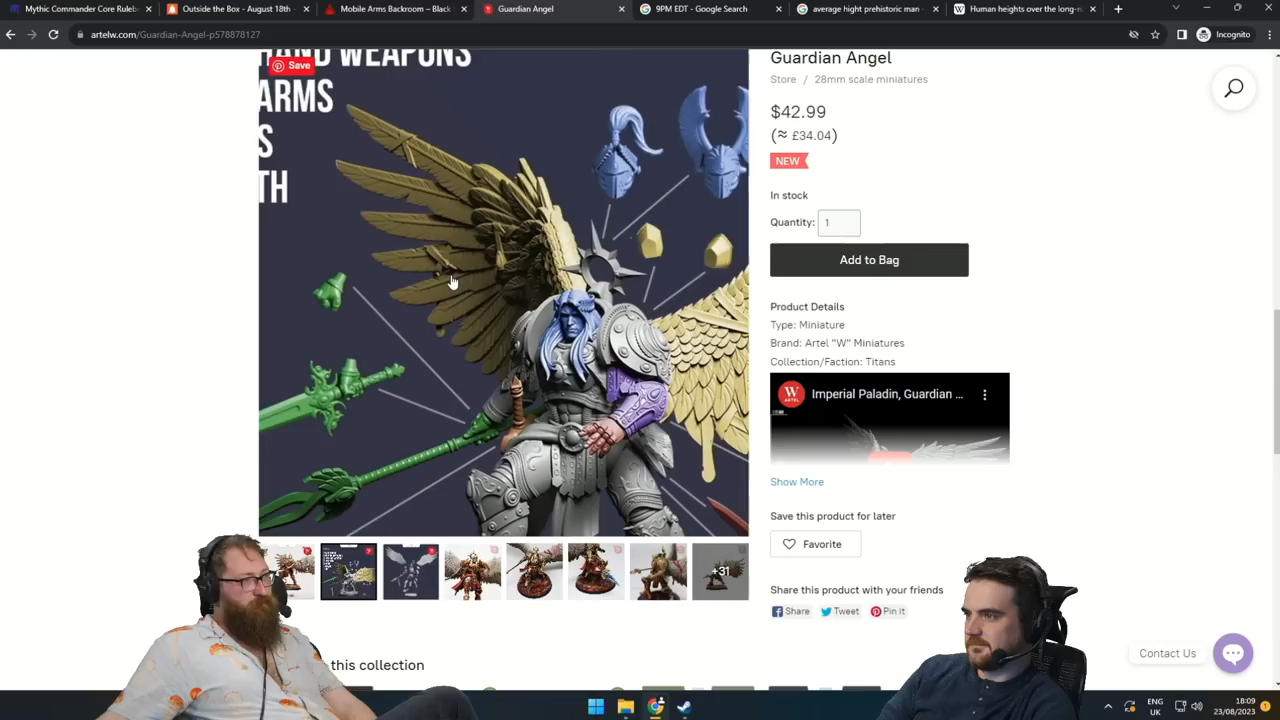 Mythic Commander Core Ruleb
Outside the Box - August 18th
Mobile Arms Backroom – Black
Guardian Angel
9PM EDT - Google Search
average hight prehistoric man -
Human heights over the long-r
artelw.com/Guardian-Angel-p578878127
Incognito
HAND WEAPONS
ARMS
S
TH
Save
Guardian Angel
Store / 28mm scale miniatures
$42.99
(≈ £34.04)
NEW
In stock
Quantity: 1
Add to Bag
Product Details
Type: Miniature
Brand: Artel "W" Miniatures
Collection/Faction: Titans
W ARTEL
Imperial Paladin, Guardian ...
Show More
Save this product for later
Favorite
+31
Share this product with your friends
Share Tweet Pin it
this collection
Contact Us
ENG
UK
18:09
23/08/2023